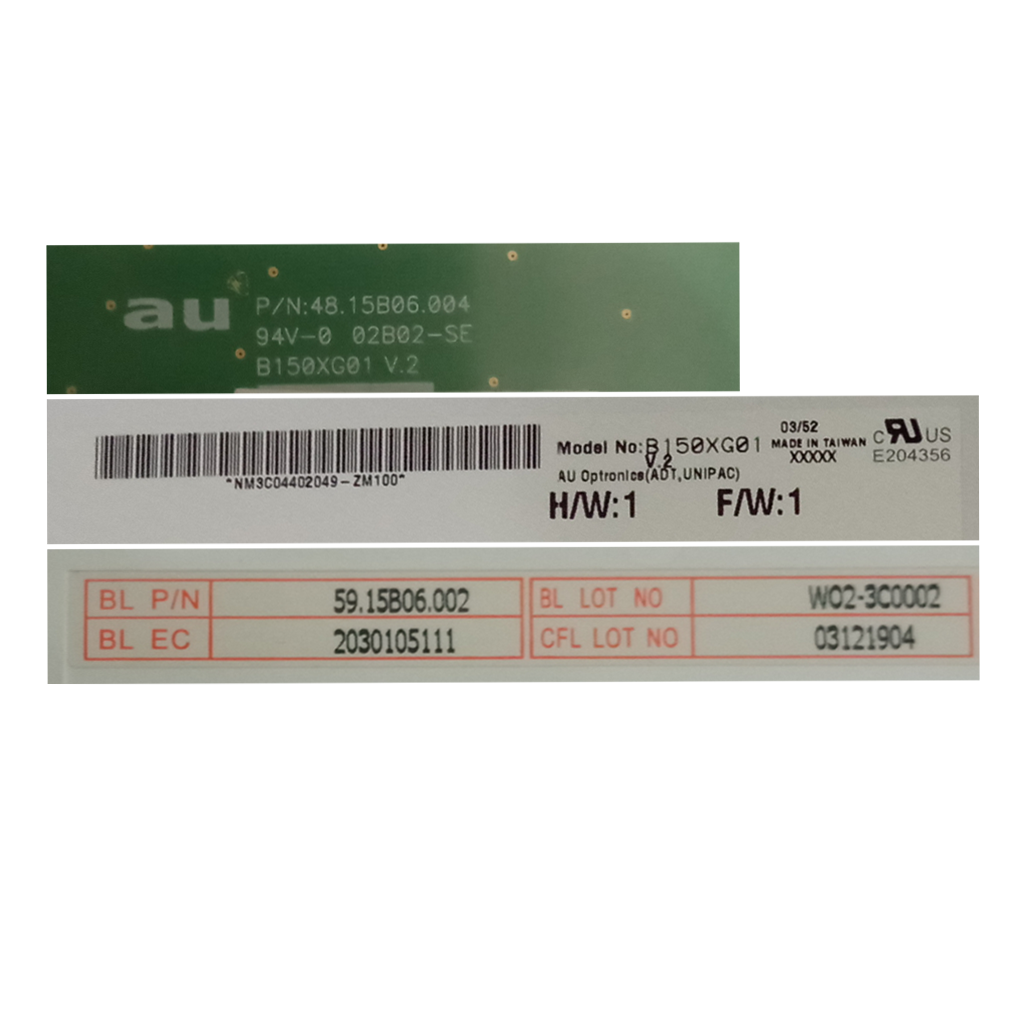 au
P/N:48.15B06.004
94V-0 02B02-SE
B150XG01 V.2
*NM3C04402049-ZM100*
Model No:B150XG01
V.2
AU Optronics(ADT,UNIPAC)
H/W:1 F/W:1
03/52
MADE IN TAIWAN
XXXXX
c RU US
E204356
BL P/N 59.15B06.002
BL EC 2030105111
BL LOT NO W02-3C0002
CFL LOT NO 03121904